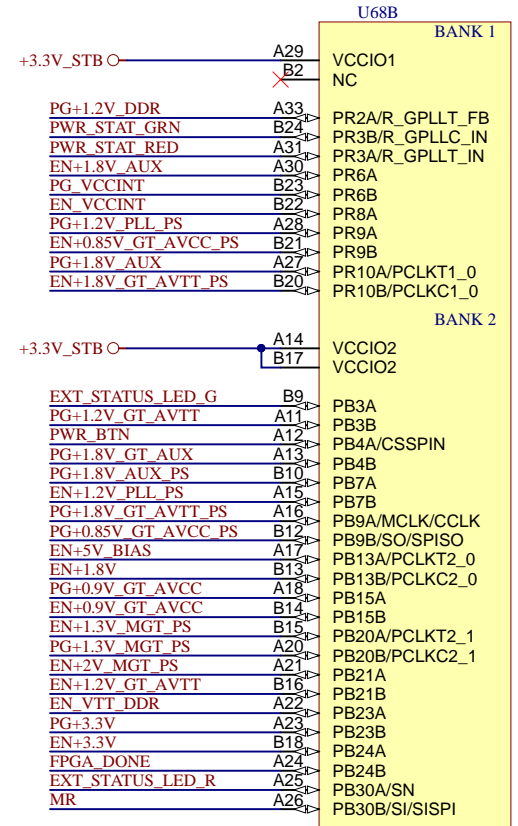 U68B
BANK 1
+3.3V_STB A29 VCCIO1
B2 NC
PG+1.2V_DDR A33 PR2A/R_GPLLT_FB
PWR_STAT_GRN B24 PR3B/R_GPLLC_IN
PWR_STAT_RED A31 PR3A/R_GPLLT_IN
EN+1.8V_AUX A30 PR6A
PG_VCCINT B23 PR6B
EN_VCCINT B22 PR8A
PG+1.2V_PLL_PS A28 PR9A
EN+0.85V_GT_AVCC_PS B21 PR9B
PG+1.8V_AUX A27 PR10A/PCLKT1_0
EN+1.8V_GT_AVTT_PS B20 PR10B/PCLKC1_0
BANK 2
+3.3V_STB A14 VCCIO2
B17 VCCIO2
EXT_STATUS_LED_G B9 PB3A
PG+1.2V_GT_AVTT A11 PB3B
PWR_BTN A12 PB4A/CSSPIN
PG+1.8V_GT_AUX A13 PB4B
PG+1.8V_AUX_PS B10 PB7A
EN+1.2V_PLL_PS A15 PB7B
PG+1.8V_GT_AVTT_PS A16 PB9A/MCLK/CCLK
PG+0.85V_GT_AVCC_PS B12 PB9B/SO/SPISO
EN+5V_BIAS A17 PB13A/PCLKT2_0
EN+1.8V B13 PB13B/PCLKC2_0
PG+0.9V_GT_AVCC A18 PB15A
EN+0.9V_GT_AVCC B14 PB15B
EN+1.3V_MGT_PS B15 PB20A/PCLKT2_1
PG+1.3V_MGT_PS A20 PB20B/PCLKC2_1
EN+2V_MGT_PS A21 PB21A
EN+1.2V_GT_AVTT B16 PB21B
EN_VTT_DDR A22 PB23A
PG+3.3V A23 PB23B
EN+3.3V B18 PB24A
FPGA_DONE A24 PB24B
EXT_STATUS_LED_R A25 PB30A/SN
MR A26 PB30B/SI/SISPI